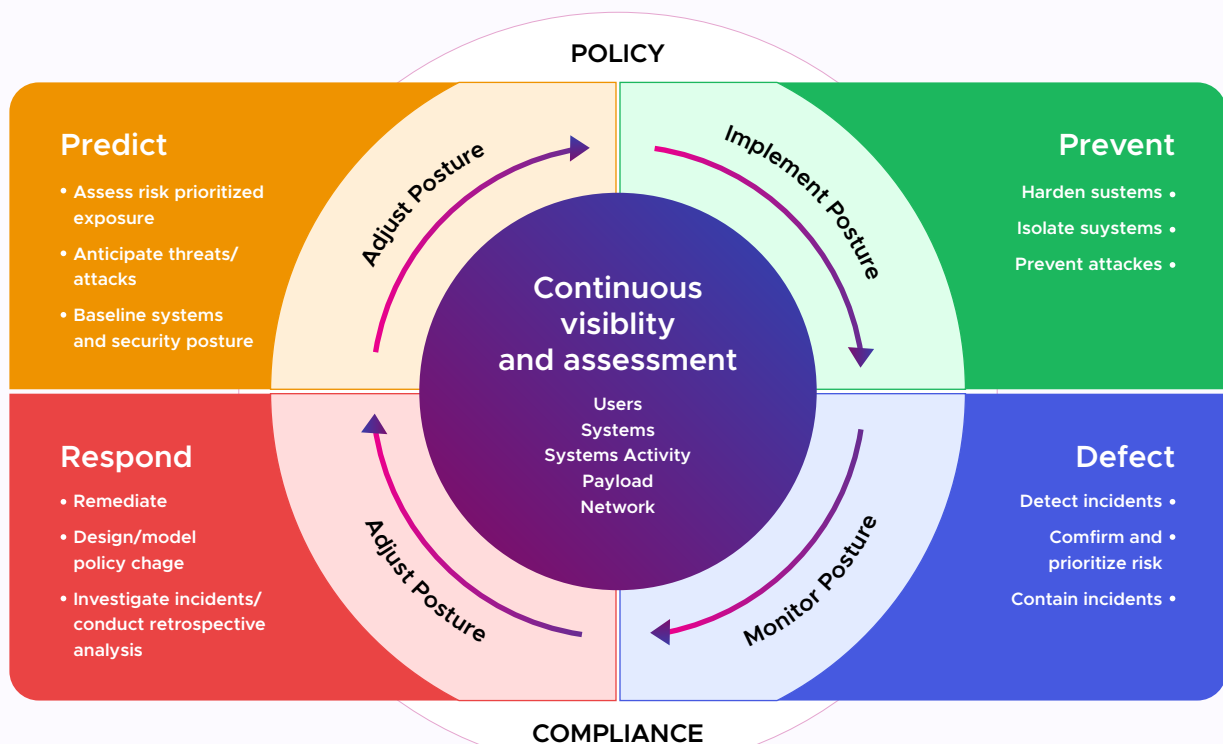 POLICY
Predict
• Assess risk prioritized
exposure
• Anticipate threats/
attacks
• Baseline systems
and security posture
Adjust Posture
Implement Posture
Prevent
Harden sustems •
Isolate suystems •
Prevent attackes •
Continuous
visiblity
and assessment
Users
Systems
Systems Activity
Payload
Network
Respond
• Remediate
• Design/model
policy chage
• Investigate incidents/
conduct retrospective
analysis
Adjust Posture
Monitor Posture
Defect
Detect incidents •
Comfirm and •
prioritize risk
Contain incidents •
COMPLIANCE